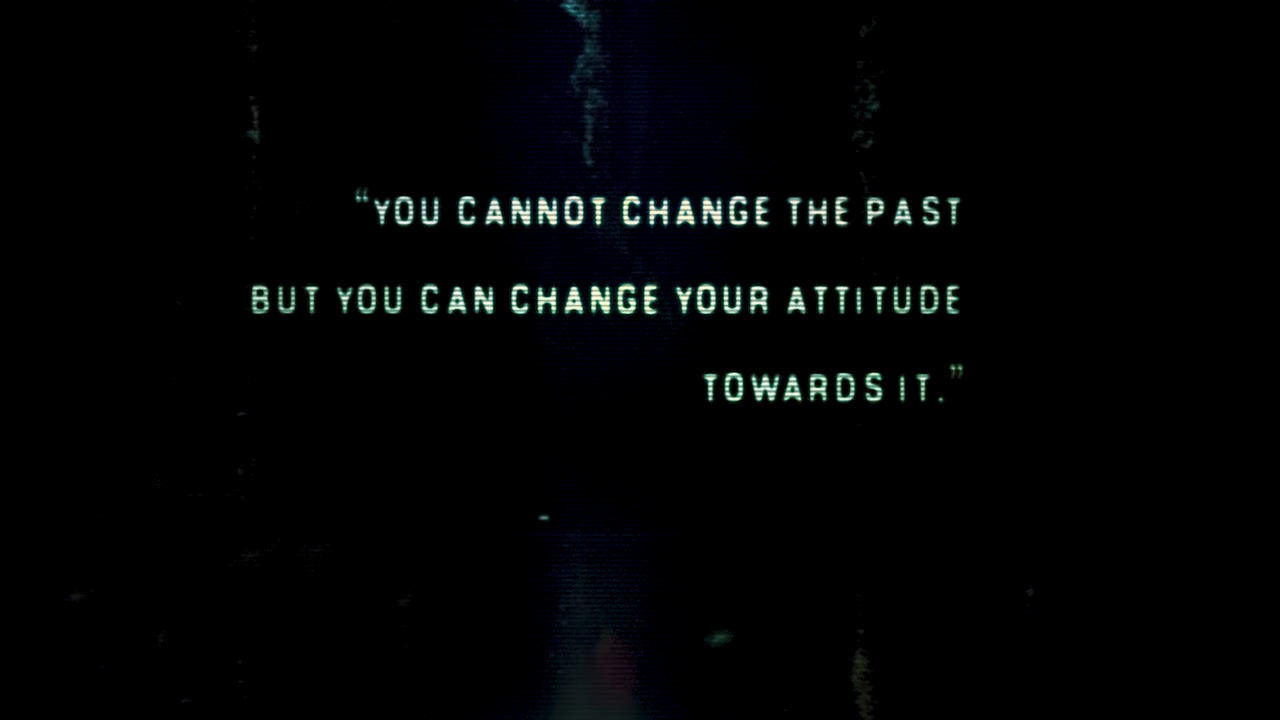 “YOU CANNOT CHANGE THE PAST
BUT YOU CAN CHANGE YOUR ATTITUDE
TOWARDS IT.”